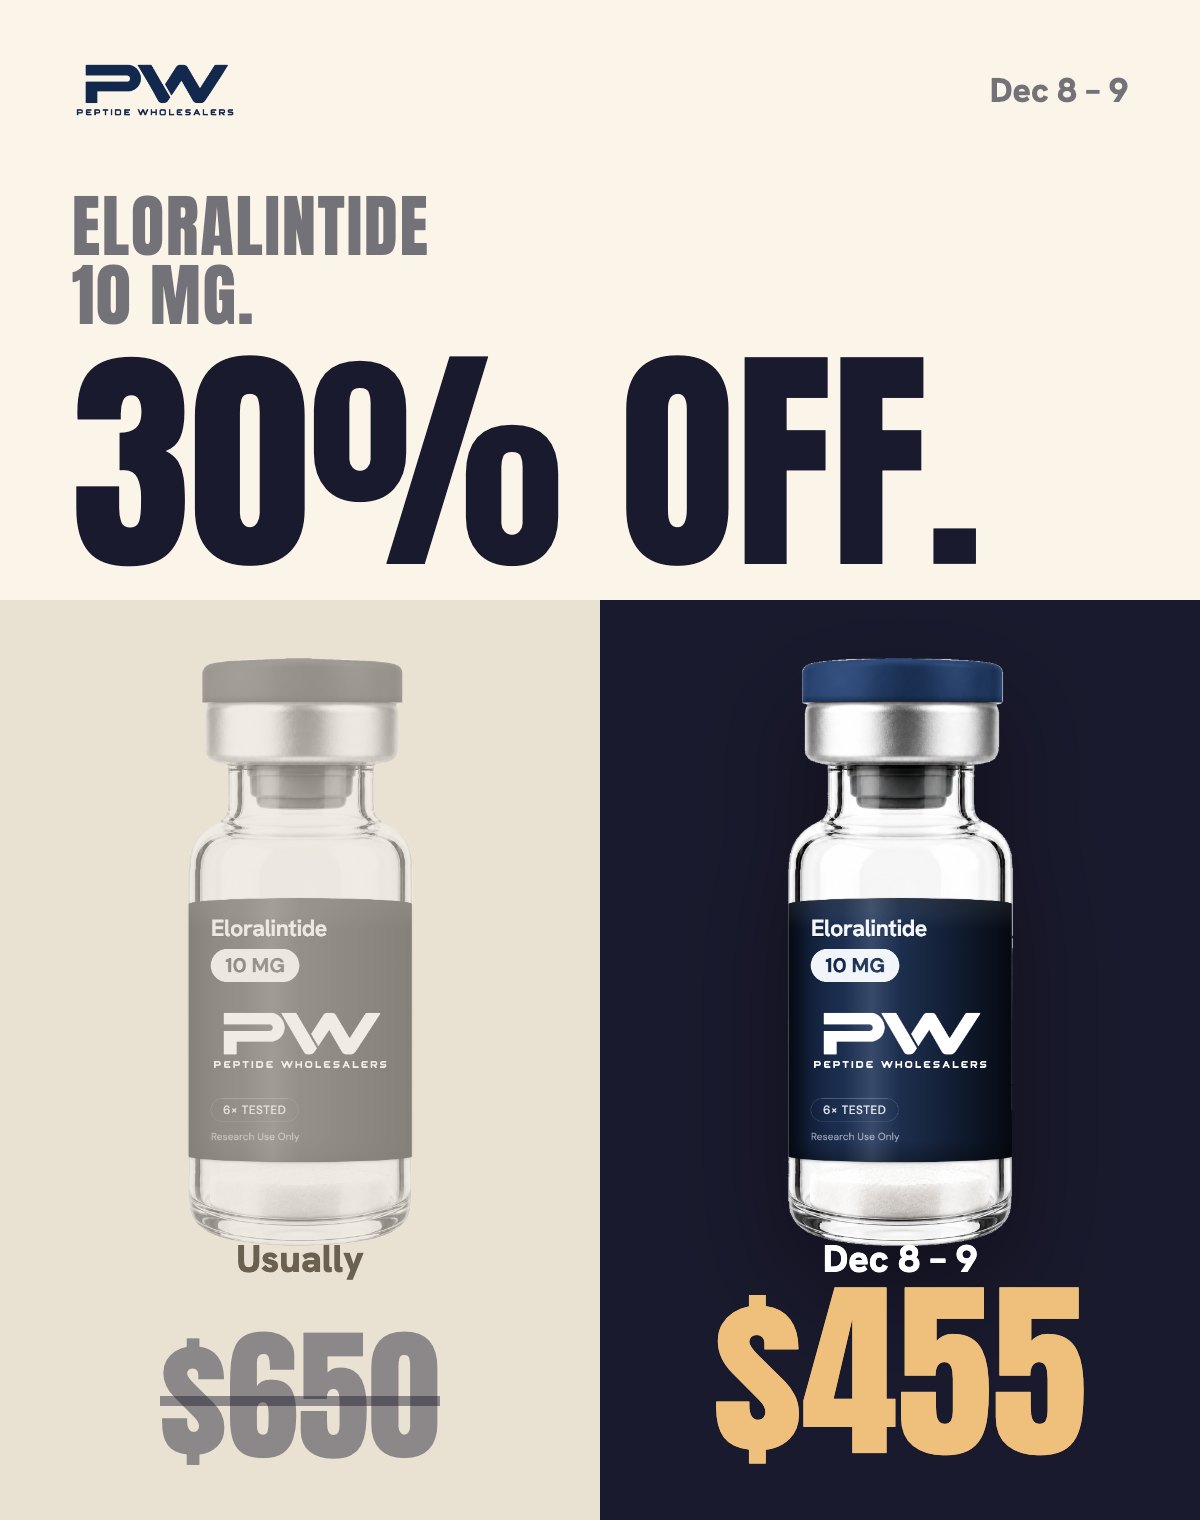 PW
PEPTIDE WHOLESALERS
Dec 8 – 9
ELORALINTIDE
10 MG.
30% OFF.
Eloralintide
10 MG
PW
PEPTIDE WHOLESALERS
6× TESTED
Research Use Only
Usually
$650
Eloralintide
10 MG
PW
PEPTIDE WHOLESALERS
6× TESTED
Research Use Only
Dec 8 – 9
$455